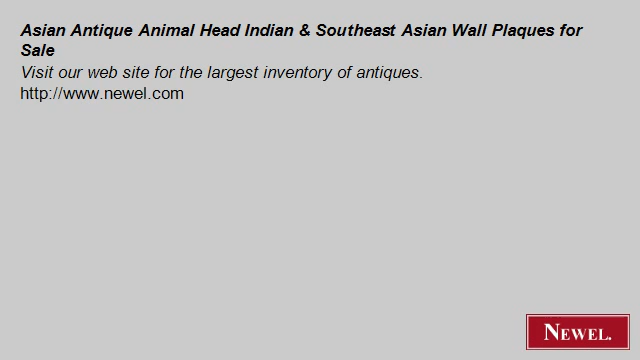 Asian Antique Animal Head Indian & Southeast Asian Wall Plaques for
Sale
Visit our web site for the largest inventory of antiques.
http://www.newel.com
NEWEL.